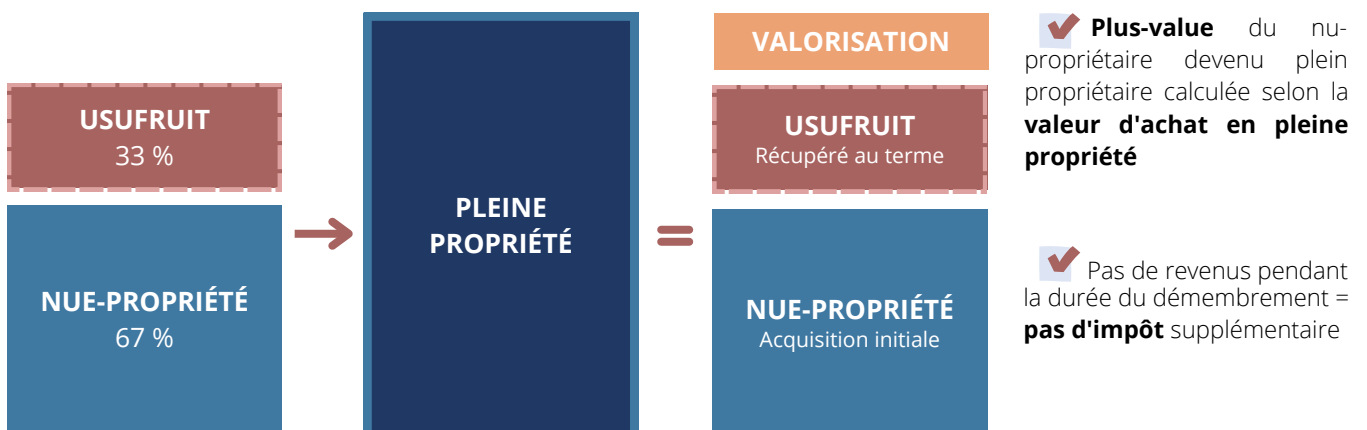 USUFRUIT
33 %
NUE-PROPRIÉTÉ
67 %
PLEINE
PROPRIÉTÉ
VALORISATION
USUFRUIT
Récupéré au terme
NUE-PROPRIÉTÉ
Acquisition initiale
Plus-value du nu-
propriétaire devenu plein
propriétaire calculée selon la
valeur d'achat en pleine
propriété
Pas de revenus pendant
la durée du démembrement =
pas d'impôt supplémentaire